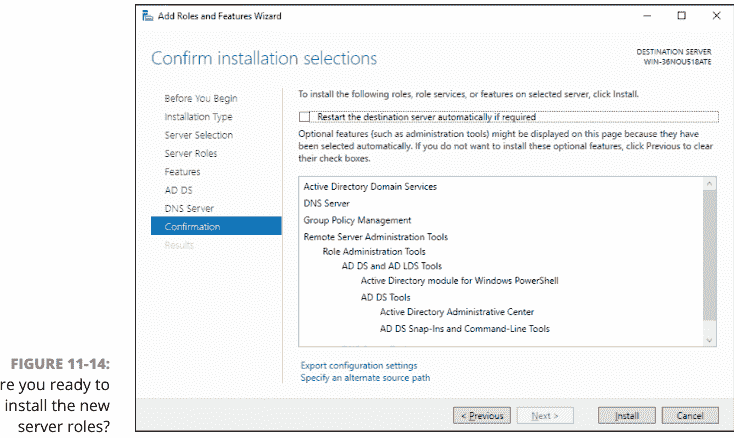 Add Roles and Features Wizard
Confirm installation selections
DESTINATION SERVER
WIN-36NOU518ATE
Before You Begin
Installation Type
Server Selection
Server Roles
Features
AD DS
DNS Server
Confirmation
Results
To install the following roles, role services, or features on selected server, click Install.
Restart the destination server automatically if required
Optional features (such as administration tools) might be displayed on this page because they have
been selected automatically. If you do not want to install these optional features, click Previous to clear
their check boxes.
Active Directory Domain Services
DNS Server
Group Policy Management
Remote Server Administration Tools
Role Administration Tools
AD DS and AD LDS Tools
Active Directory module for Windows PowerShell
AD DS Tools
Active Directory Administrative Center
AD DS Snap-Ins and Command-Line Tools
Export configuration settings
Specify an alternate source path
< Previous
Next >
Install
Cancel
FIGURE 11-14:
re you ready to
install the new
server roles?